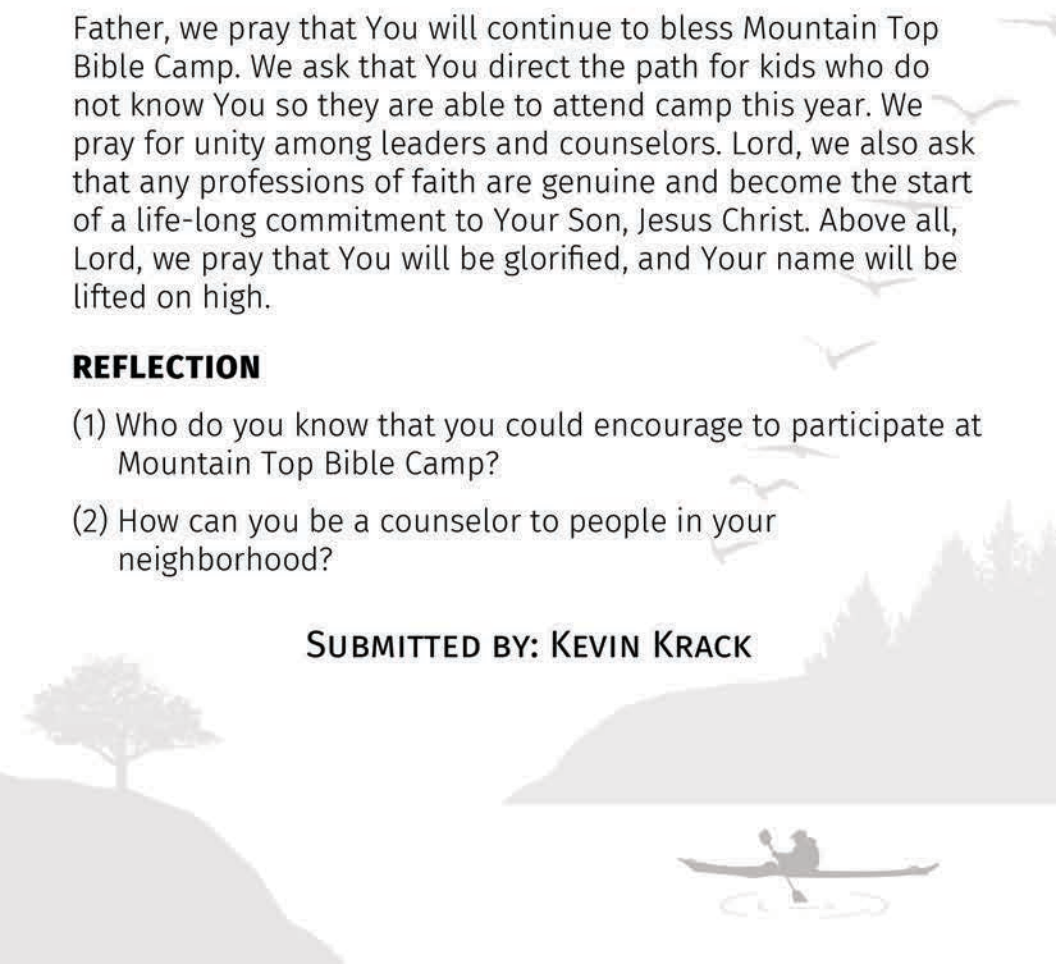 Father, we pray that You will continue to bless Mountain Top
Bible Camp. We ask that You direct the path for kids who do
not know You so they are able to attend camp this year. We
pray for unity among leaders and counselors. Lord, we also ask
that any professions of faith are genuine and become the start
of a life-long commitment to Your Son, Jesus Christ. Above all,
Lord, we pray that You will be glorified, and Your name will be
lifted on high.
REFLECTION
(1) Who do you know that you could encourage to participate at
Mountain Top Bible Camp?
(2) How can you be a counselor to people in your
neighborhood?
Submitted by: Kevin Krack